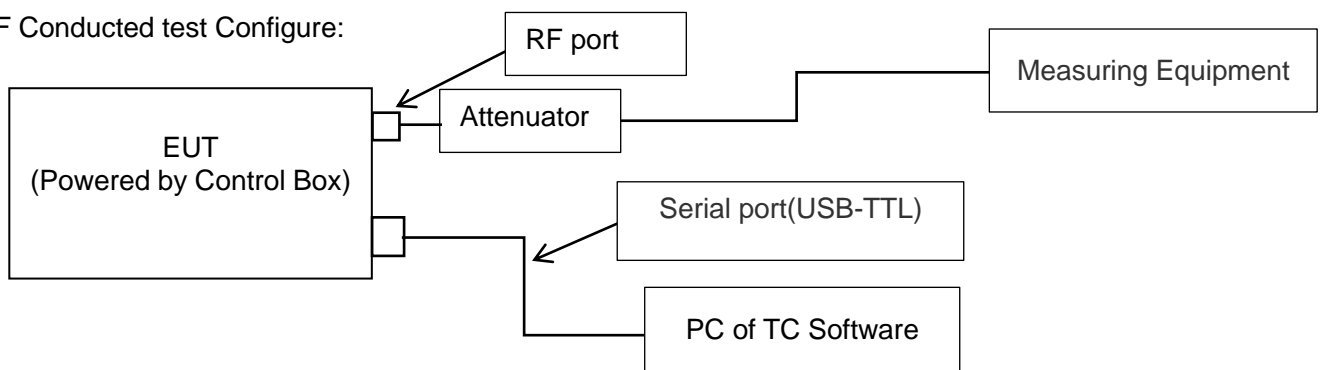 F Conducted test Configure:
RF port
Measuring Equipment
Attenuator
EUT
(Powered by Control Box)
Serial port(USB-TTL)
PC of TC Software